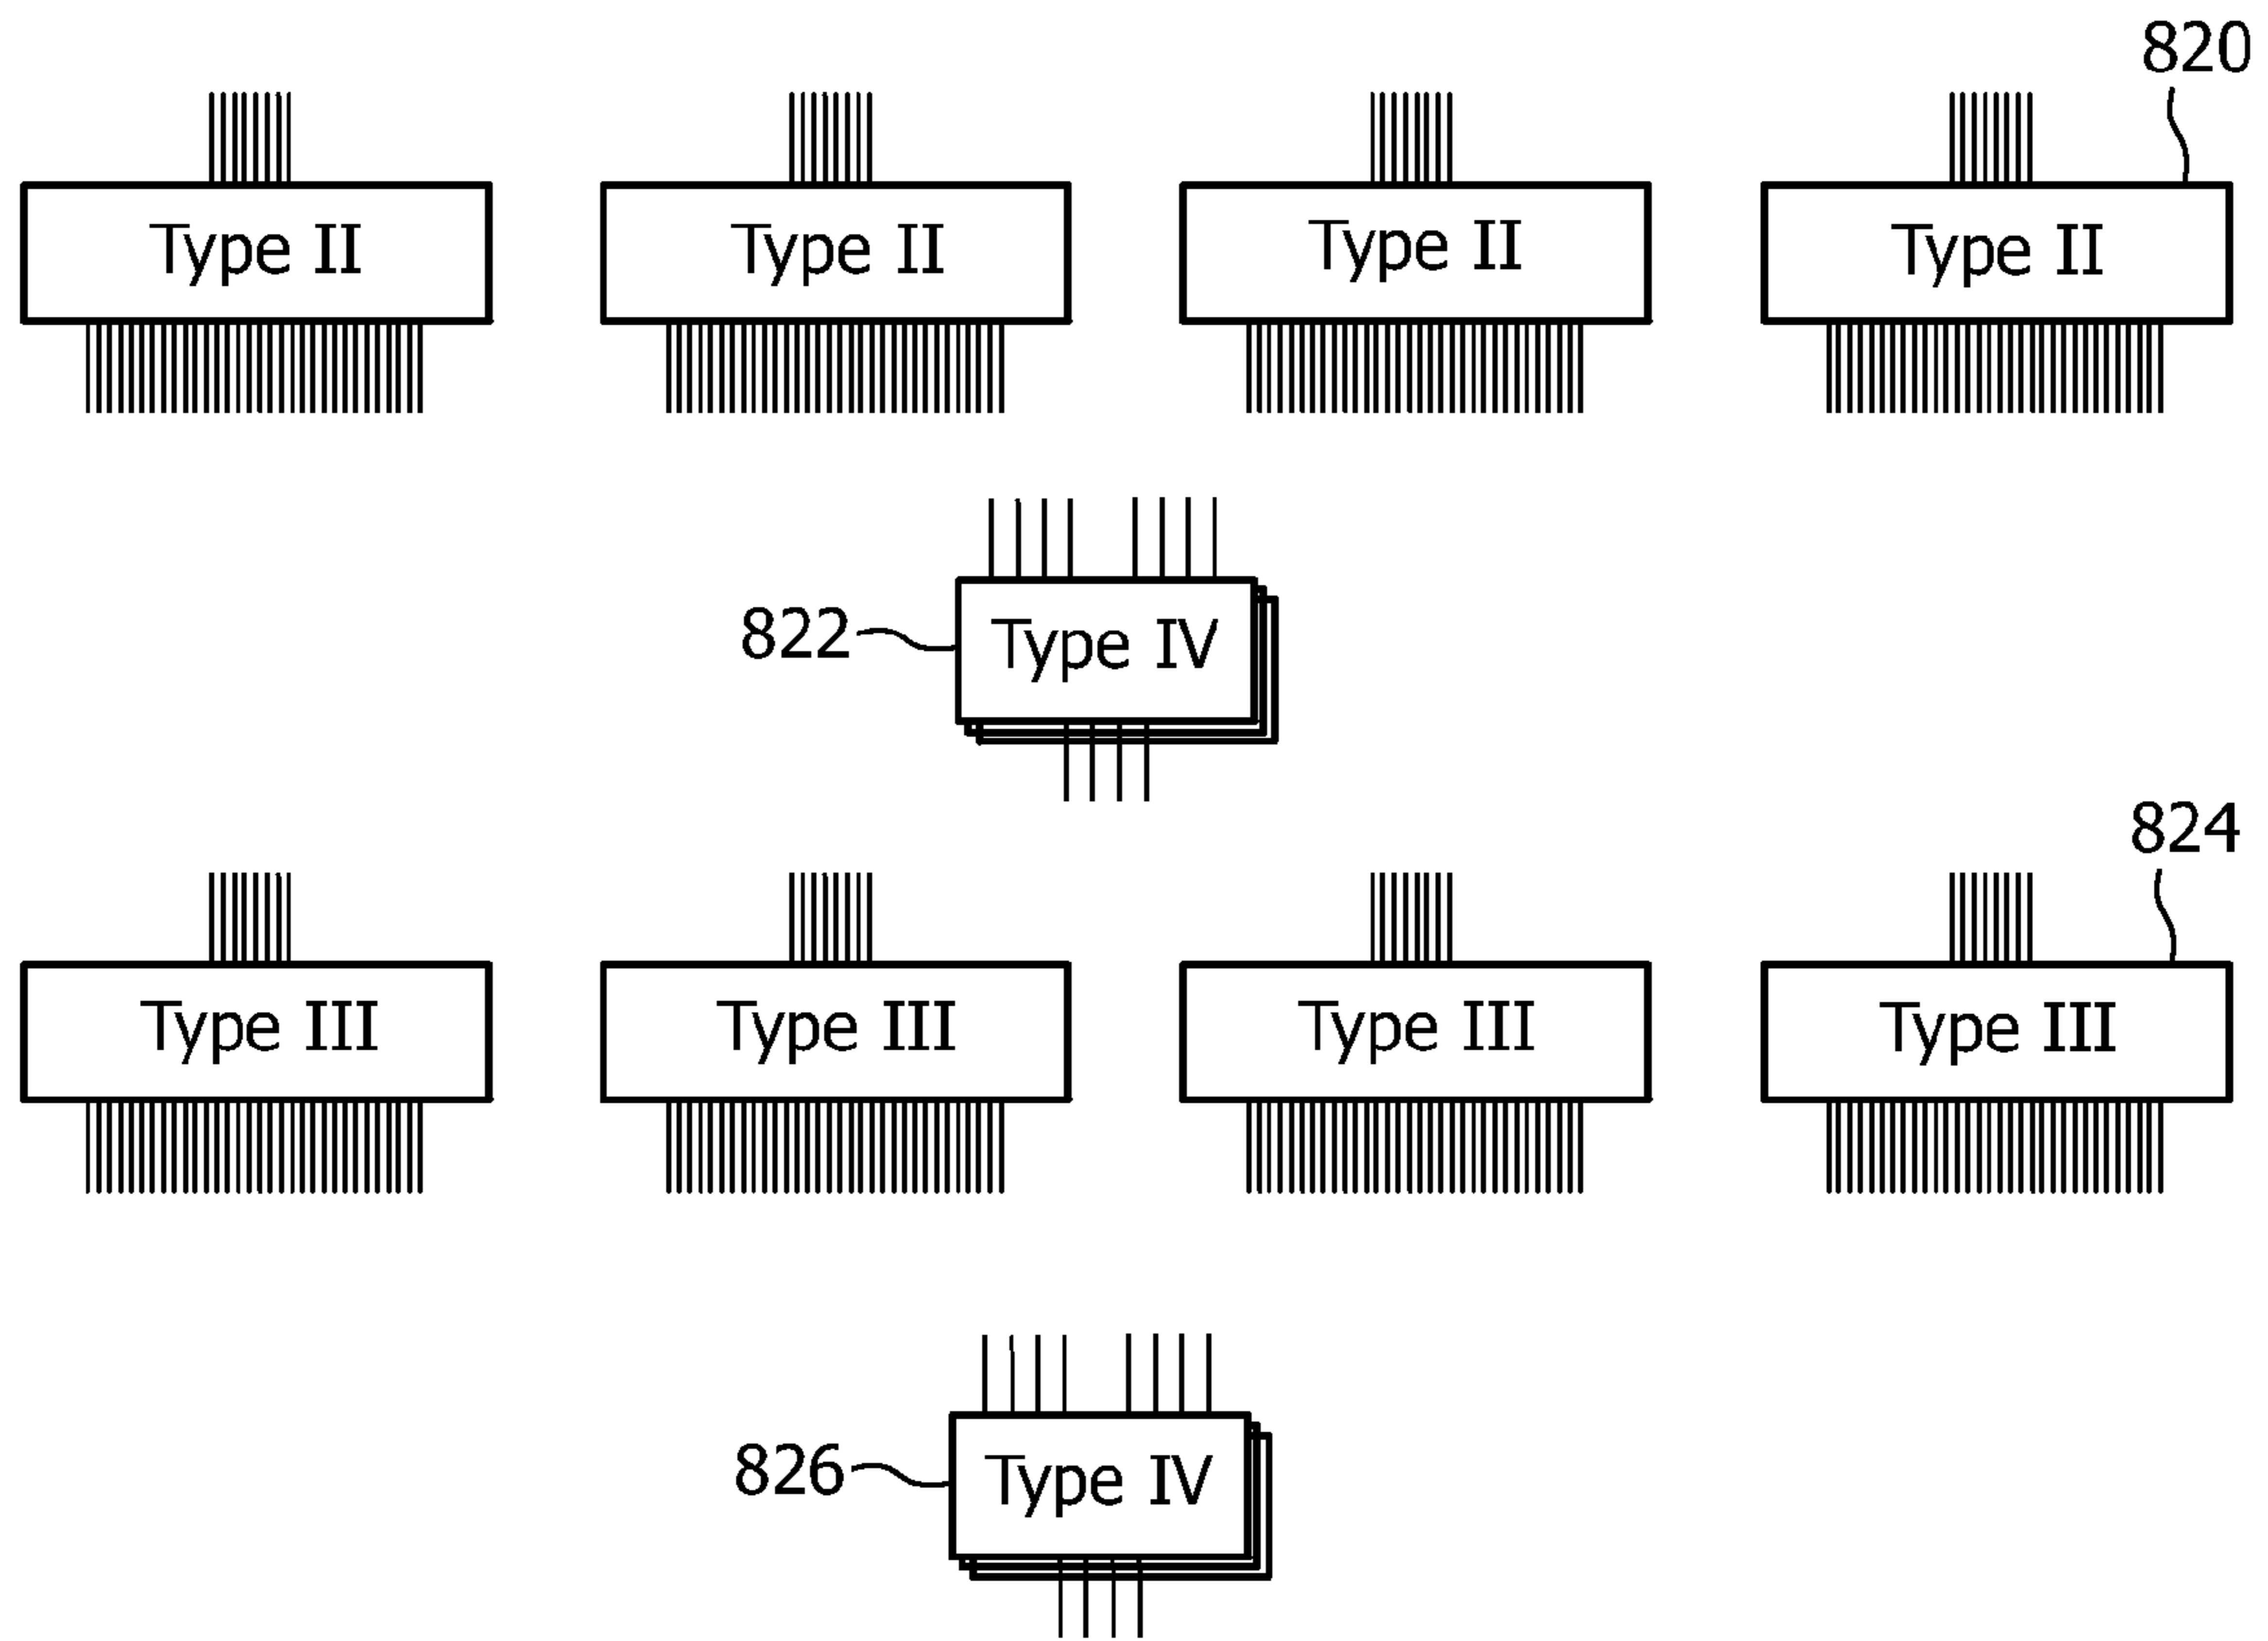 820
Type II Type II Type II Type II
822 Type IV
824
Type III Type III Type III Type III
826 Type IV